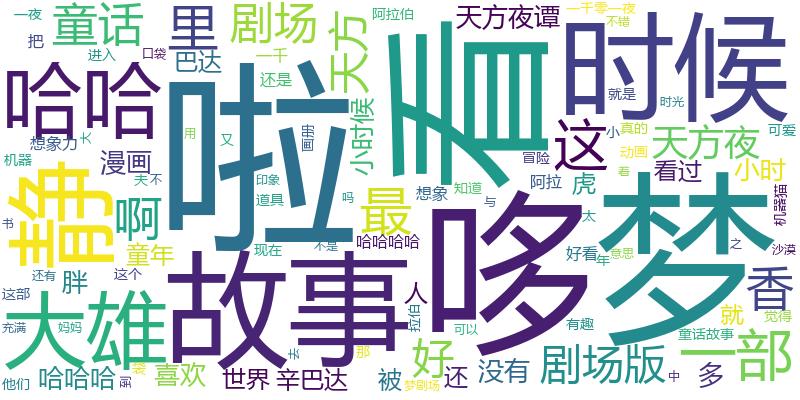 一夜
童话
里
剧场
天方
阿拉伯
天方夜谭
一千零一夜
不错
把
进入
口袋
巴达
一千
还是
看
时候
哈哈
啦
小时候
就是
时光
想象力
天
漫画
用
又
画册
这
小
真的
可爱
机器
夫
不
印象
道具
吗
冒险
动画
天方夜
静
啊
最
想象
知道
阿拉
虎
看过
着
小时
机器猫
书
童年
现在
不是
哈哈哈哈
与
哆
梦
太
好看
年
意思
之
沙漠
还有
这个
胖
故事
人
香
这部
大雄
拉伯
有趣
就
觉得
充满
妈妈
去
那
好
可以
童话故事
一部
他们
哈哈哈
袋
喜欢
世界
辛巴达
被
梦剧场
还
没有
剧场版
多
中